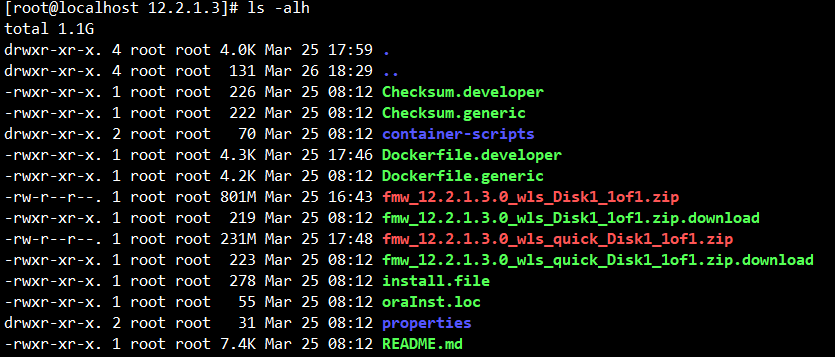 [root@localhost 12.2.1.3]# ls -alh
total 1.1G
drwxr-xr-x. 4 root root 4.0K Mar 25 17:59 .
drwxr-xr-x. 4 root root  131 Mar 26 18:29 ..
-rwxr-xr-x. 1 root root  226 Mar 25 08:12 Checksum.developer
-rwxr-xr-x. 1 root root  222 Mar 25 08:12 Checksum.generic
drwxr-xr-x. 2 root root   70 Mar 25 08:12 container-scripts
-rwxr-xr-x. 1 root root 4.3K Mar 25 17:46 Dockerfile.developer
-rwxr-xr-x. 1 root root 4.2K Mar 25 08:12 Dockerfile.generic
-rw-r--r--. 1 root root 801M Mar 25 16:43 fmw_12.2.1.3.0_wls_Disk1_1of1.zip
-rwxr-xr-x. 1 root root  219 Mar 25 08:12 fmw_12.2.1.3.0_wls_Disk1_1of1.zip.download
-rw-r--r--. 1 root root 231M Mar 25 17:48 fmw_12.2.1.3.0_wls_quick_Disk1_1of1.zip
-rwxr-xr-x. 1 root root  223 Mar 25 08:12 fmw_12.2.1.3.0_wls_quick_Disk1_1of1.zip.download
-rwxr-xr-x. 1 root root  278 Mar 25 08:12 install.file
-rwxr-xr-x. 1 root root   55 Mar 25 08:12 oraInst.loc
drwxr-xr-x. 2 root root   31 Mar 25 08:12 properties
-rwxr-xr-x. 1 root root 7.4K Mar 25 08:12 README.md